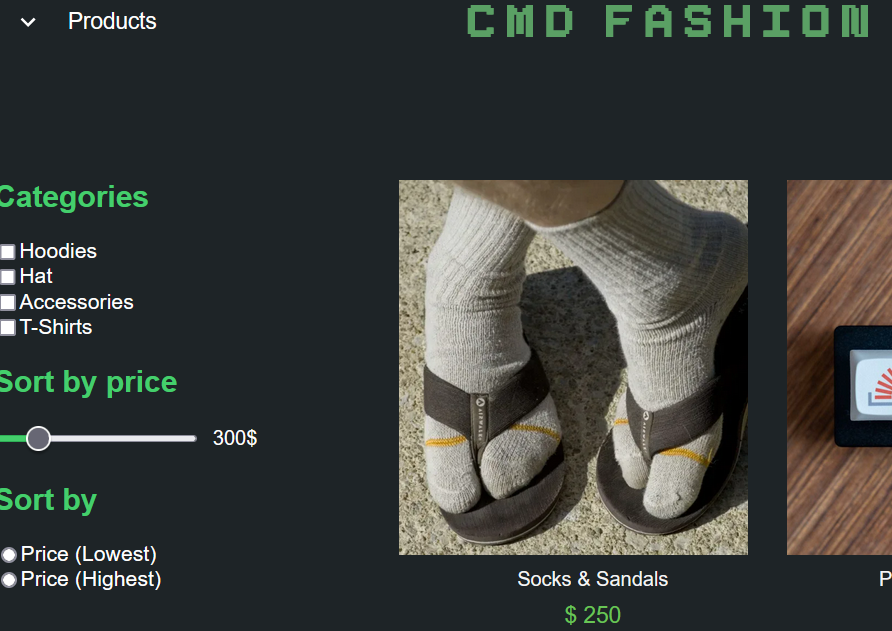 Products
CMD FASHION
Categories
Hoodies
Hat
Accessories
T-Shirts
Sort by price
300$
Sort by
Price (Lowest)
Price (Highest)
Socks & Sandals
$ 250
P